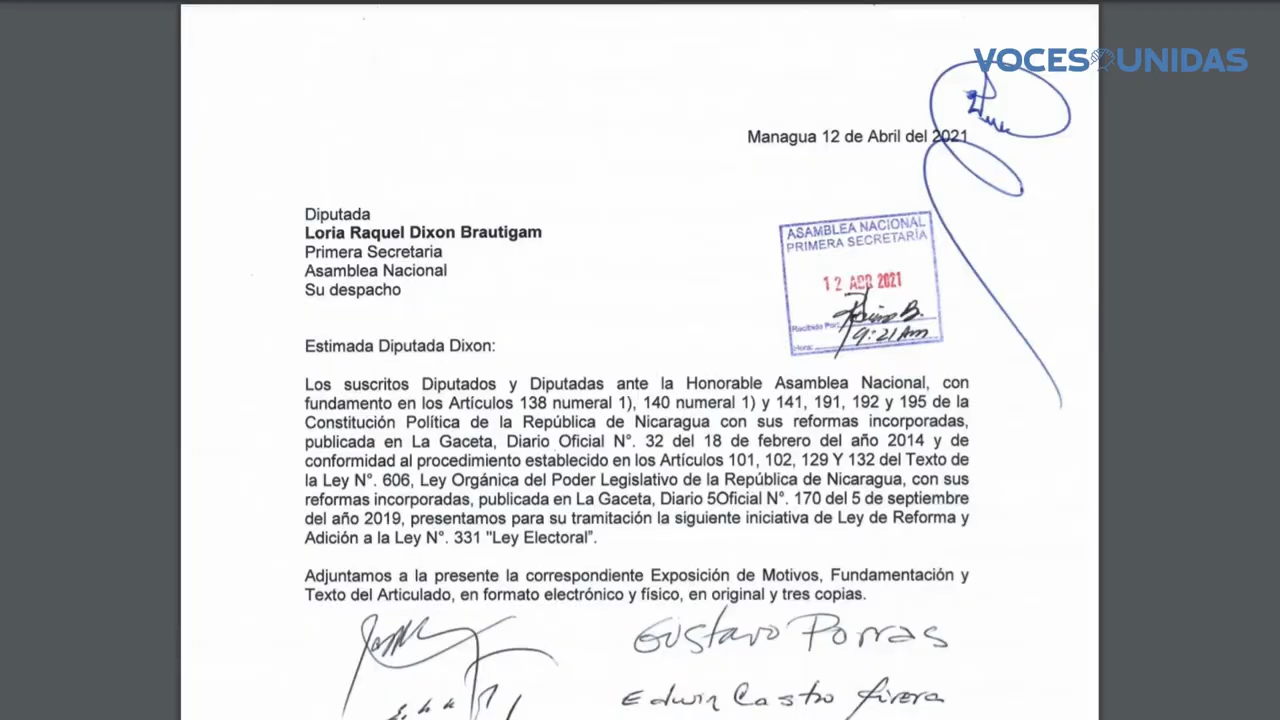 VOCES UNIDAS
Managua 12 de Abril del 2021
Diputada
Loria Raquel Dixon Brautigam
Primera Secretaria
Asamblea Nacional
Su despacho
ASAMBLEA NACIONAL
PRIMERA SECRETARÍA
12 ABR 2021
Recibido Por:
Hora: 9:21 Am
Estimada Diputada Dixon:
Los suscritos Diputados y Diputadas ante la Honorable Asamblea Nacional, con
fundamento en los Artículos 138 numeral 1), 140 numeral 1) y 141, 191, 192 y 195 de la
Constitución Política de la República de Nicaragua con sus reformas incorporadas,
publicada en La Gaceta, Diario Oficial N°. 32 del 18 de febrero del año 2014 y de
conformidad al procedimiento establecido en los Artículos 101, 102, 129 Y 132 del Texto de
la Ley N°. 606, Ley Orgánica del Poder Legislativo de la República de Nicaragua, con sus
reformas incorporadas, publicada en La Gaceta, Diario 5Oficial N°. 170 del 5 de septiembre
del año 2019, presentamos para su tramitación la siguiente iniciativa de Ley de Reforma y
Adición a la Ley N°. 331 "Ley Electoral”.
Adjuntamos a la presente la correspondiente Exposición de Motivos, Fundamentación y
Texto del Articulado, en formato electrónico y físico, en original y tres copias.
Gustavo Porras
Edwin Castro